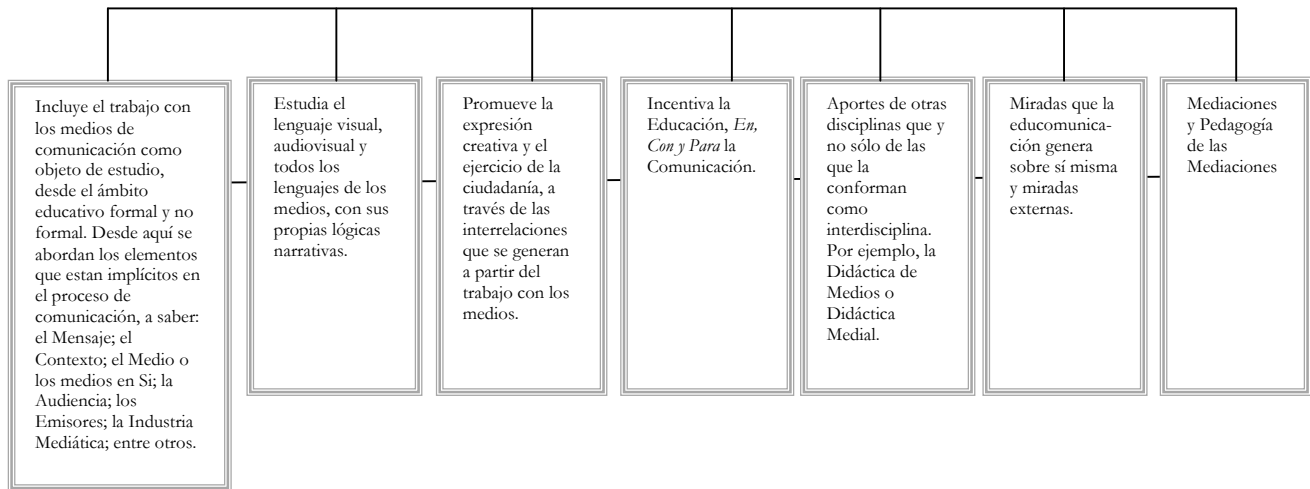 Incluye el trabajo con
los medios de
comunicación como
objeto de estudio,
desde el ámbito
educativo formal y no
formal. Desde aquí se
abordan los elementos
que estan implícitos en
el proceso de
comunicación, a saber:
el Mensaje; el
Contexto; el Medio o
los medios en Si; la
Audiencia; los
Emisores; la Industria
Mediática; entre otros.
Estudia el
lenguaje visual,
audiovisual y
todos los
lenguajes de los
medios, con sus
propias lógicas
narrativas.
Promueve la
expresión
creativa y el
ejercicio de la
ciudadanía, a
través de las
interrelaciones
que se generan
a partir del
trabajo con los
medios.
Incentiva la
Educación, En,
Con y Para la
Comunicación.
Aportes de otras
disciplinas que y
no sólo de las
que la
conforman
como
interdisciplina.
Por ejemplo, la
Didáctica de
Medios o
Didáctica
Medial.
Miradas que la
educomunica-
ción genera
sobre sí misma
y miradas
externas.
Mediaciones
y Pedagogía
de las
Mediaciones